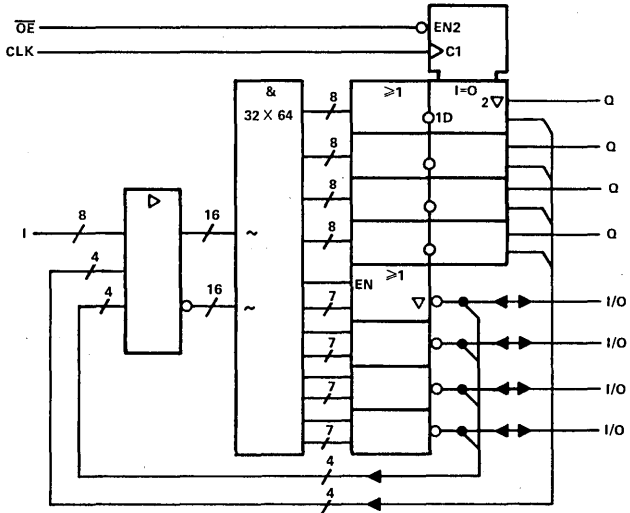 OE EN2
CLK C1
& ≥1 I=0
32 X 64 8 2 ▽ Q
1D
8 Q
8 Q
8 16
I ~ 8 Q
4
EN ≥1
4 16 ~ 7 ▽ I/O
7 I/O
7 I/O
7 I/O
4
4